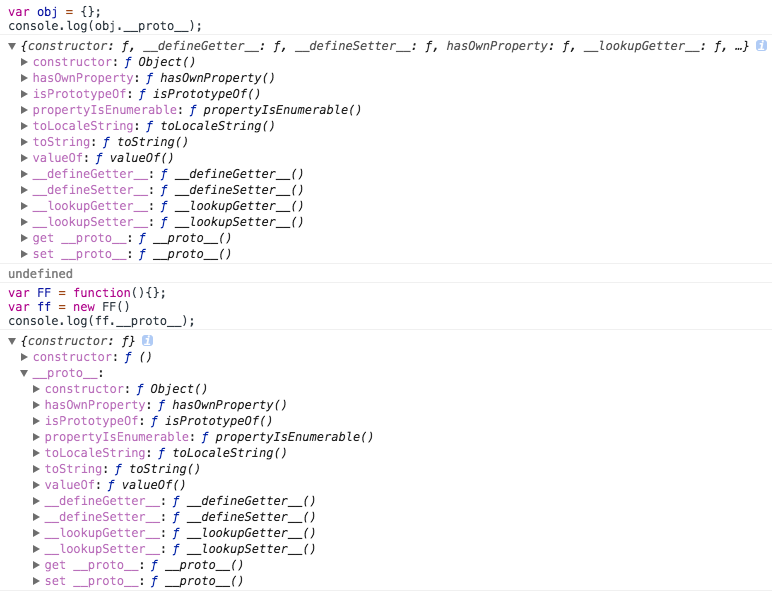 var obj = {};
console.log(obj.__proto__);
▼{constructor: ƒ, __defineGetter__: ƒ, __defineSetter__: ƒ, hasOwnProperty: ƒ, __lookupGetter__: ƒ, …} i
▶constructor: ƒ Object()
▶hasOwnProperty: ƒ hasOwnProperty()
▶isPrototypeOf: ƒ isPrototypeOf()
▶propertyIsEnumerable: ƒ propertyIsEnumerable()
▶toLocaleString: ƒ toLocaleString()
▶toString: ƒ toString()
▶valueOf: ƒ valueOf()
▶__defineGetter__: ƒ __defineGetter__()
▶__defineSetter__: ƒ __defineSetter__()
▶__lookupGetter__: ƒ __lookupGetter__()
▶__lookupSetter__: ƒ __lookupSetter__()
▶get __proto__: ƒ __proto__()
▶set __proto__: ƒ __proto__()
undefined
var FF = function(){};
var ff = new FF()
console.log(ff.__proto__);
▼{constructor: ƒ} i
▶constructor: ƒ ()
▼__proto__:
▶constructor: ƒ Object()
▶hasOwnProperty: ƒ hasOwnProperty()
▶isPrototypeOf: ƒ isPrototypeOf()
▶propertyIsEnumerable: ƒ propertyIsEnumerable()
▶toLocaleString: ƒ toLocaleString()
▶toString: ƒ toString()
▶valueOf: ƒ valueOf()
▶__defineGetter__: ƒ __defineGetter__()
▶__defineSetter__: ƒ __defineSetter__()
▶__lookupGetter__: ƒ __lookupGetter__()
▶__lookupSetter__: ƒ __lookupSetter__()
▶get __proto__: ƒ __proto__()
▶set __proto__: ƒ __proto__()